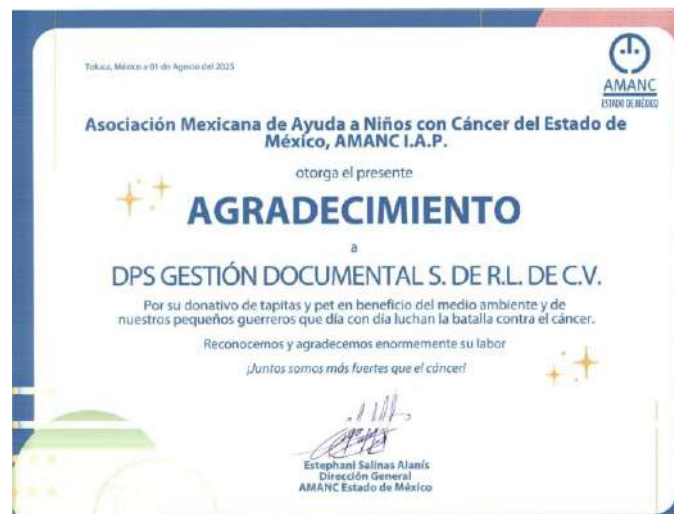 Toluca, México a 01 de Agosto del 2025
AMANC
ESTADO DE MÉXICO
Asociación Mexicana de Ayuda a Niños con Cáncer del Estado de
México, AMANC I.A.P.
otorga el presente
AGRADECIMIENTO
a
DPS GESTIÓN DOCUMENTAL S. DE R.L. DE C.V.
Por su donativo de tapitas y pet en beneficio del medio ambiente y de
nuestros pequeños guerreros que día con día luchan la batalla contra el cáncer.
Reconocemos y agradecemos enormemente su labor
¡Juntos somos más fuertes que el cáncer!
Estephani Salinas Alanís
Dirección General
AMANC Estado de México